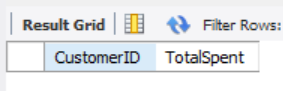 Result Grid Filter Rows:
CustomerID TotalSpent